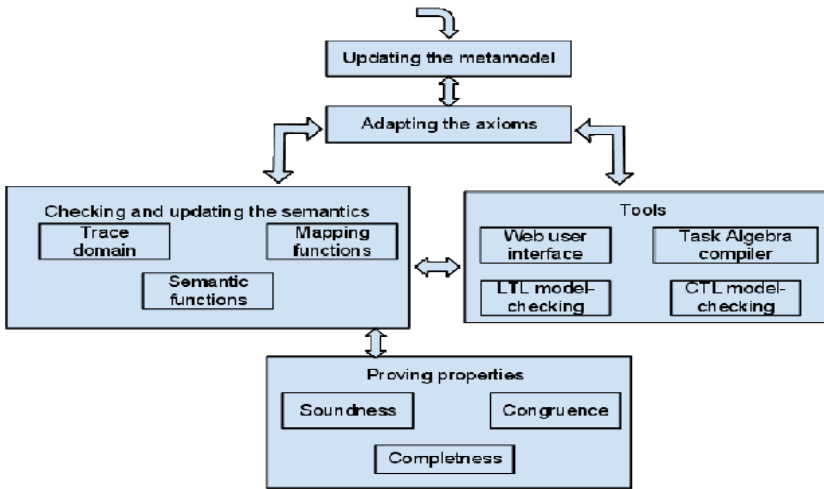 Updating the metamodel
Adapting the axioms
Checking and updating the semantics
Trace
domain
Mapping
functions
Semantic
functions
Tools
Web user
interface
Task Algebra
compiler
LTL model-
checking
CTL model-
checking
Proving properties
Soundness
Congruence
Completness